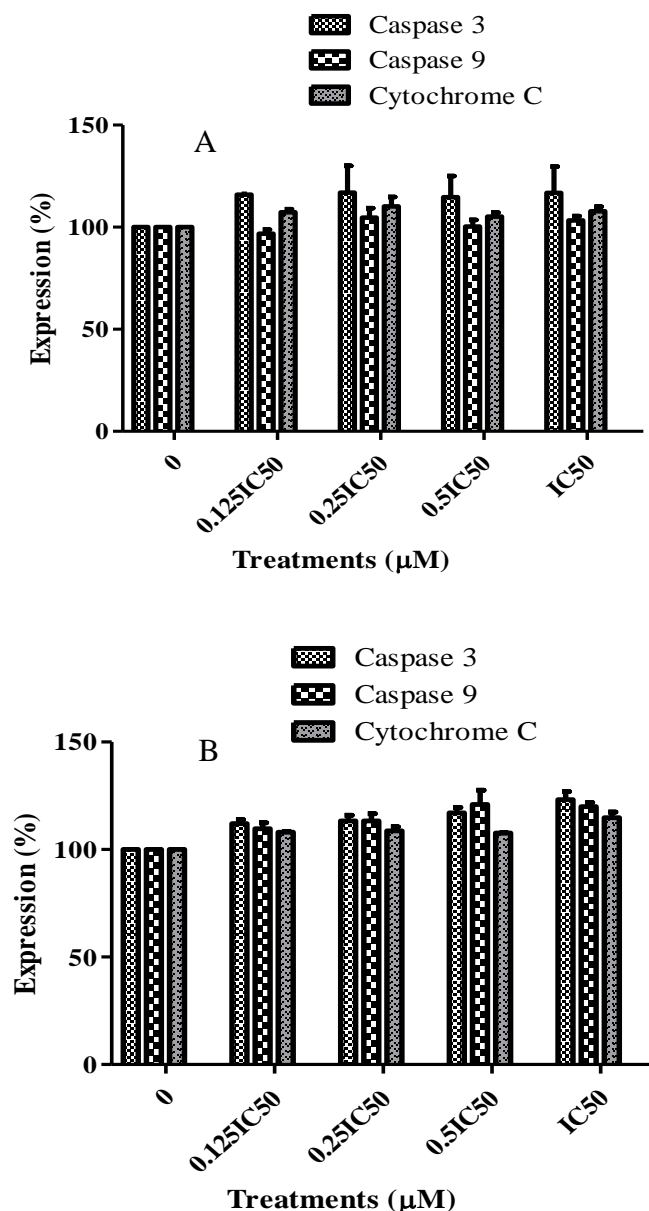 Caspase 3
Caspase 9
Cytochrome C
A
150
100
50
0
Expression (%)
0
0.125IC50
0.25IC50
0.5IC50
IC50
Treatments (μM)
Caspase 3
Caspase 9
Cytochrome C
B
150
100
50
0
Expression (%)
0
0.125IC50
0.25IC50
0.5IC50
IC50
Treatments (μM)